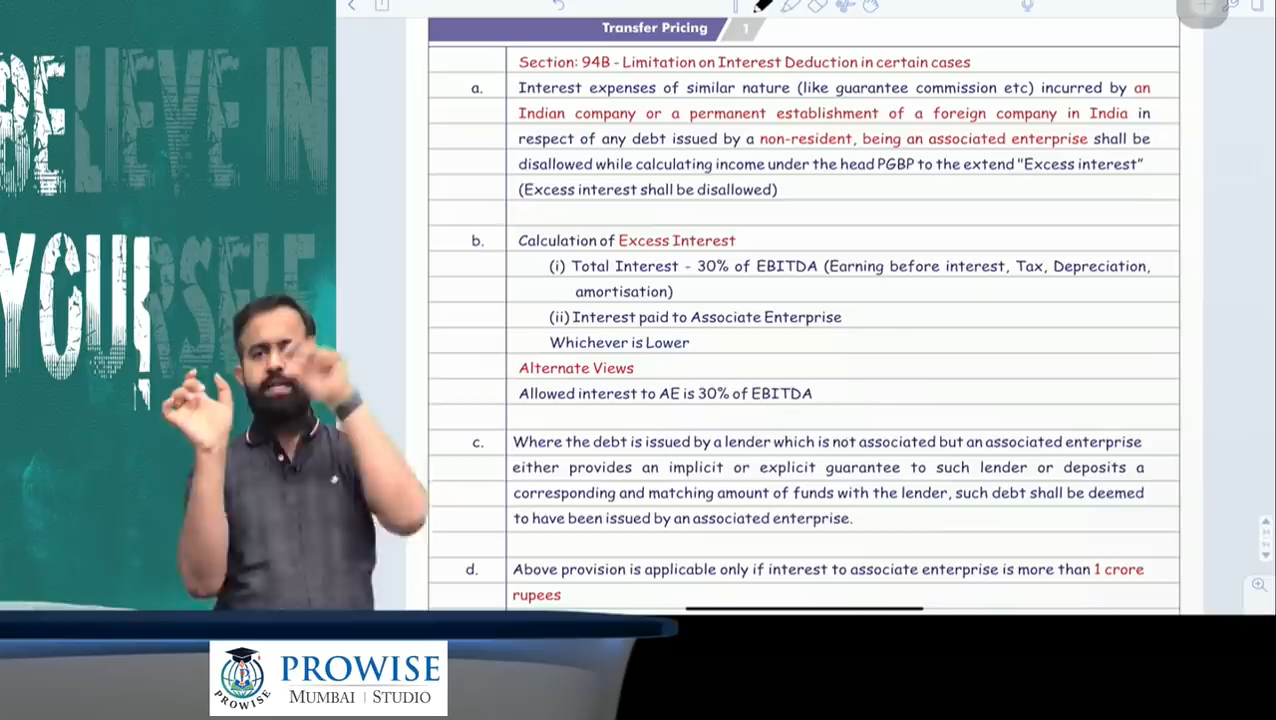 BELIEVE IN
YOURSELF
Transfer Pricing 1
Section: 94B - Limitation on Interest Deduction in certain cases
a. Interest expenses of similar nature (like guarantee commission etc) incurred by an
Indian company or a permanent establishment of a foreign company in India in
respect of any debt issued by a non-resident, being an associated enterprise shall be
disallowed while calculating income under the head PGBP to the extend "Excess interest"
(Excess interest shall be disallowed)
b. Calculation of Excess Interest
(i) Total Interest - 30% of EBITDA (Earning before interest, Tax, Depreciation,
amortisation)
(ii) Interest paid to Associate Enterprise
Whichever is Lower
Alternate Views
Allowed interest to AE is 30% of EBITDA
c. Where the debt is issued by a lender which is not associated but an associated enterprise
either provides an implicit or explicit guarantee to such lender or deposits a
corresponding and matching amount of funds with the lender, such debt shall be deemed
to have been issued by an associated enterprise.
d. Above provision is applicable only if interest to associate enterprise is more than 1 crore
rupees
PROWISE
PROWISE
MUMBAI | STUDIO